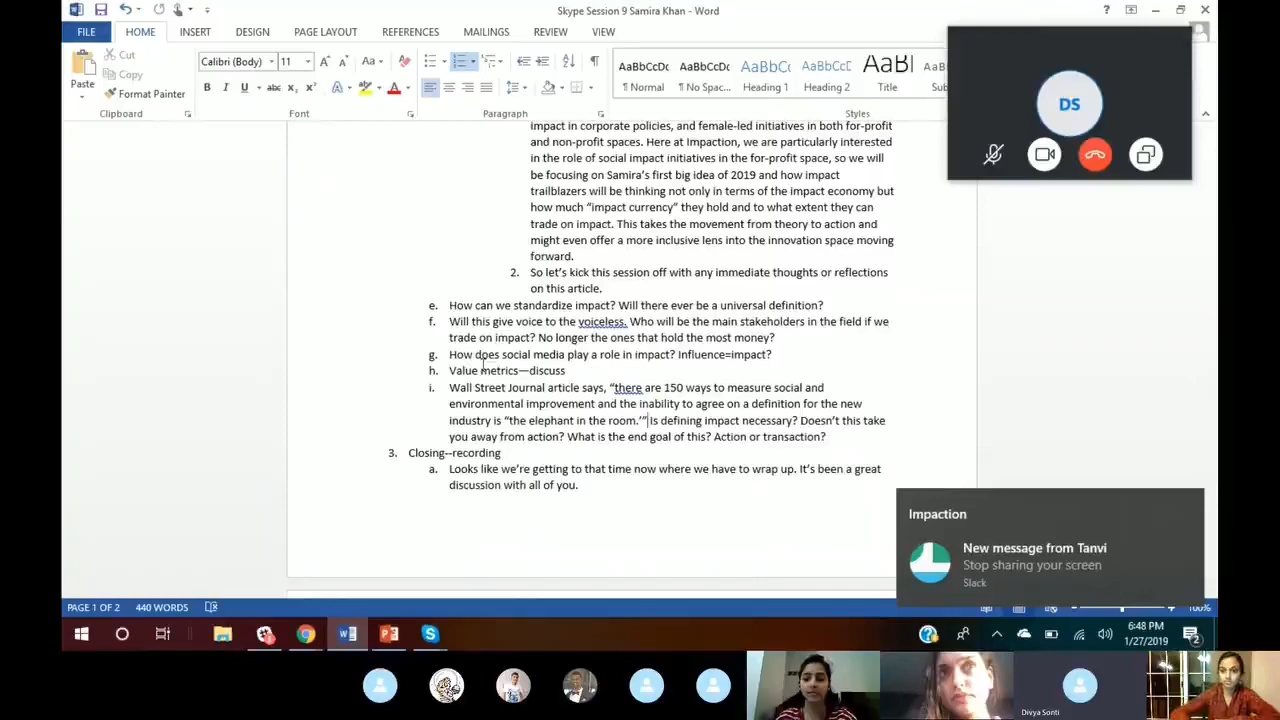 Skype Session 9 Samira Khan - Word
FILE HOME INSERT DESIGN PAGE LAYOUT REFERENCES MAILINGS REVIEW VIEW
Cut
Copy
Paste
Format Painter
Calibri (Body) 11
AaBbCcDc AaBbCcDc AaBbCc AaBbCcD AaBl Aa
¶ Normal ¶ No Spac... Heading 1 Heading 2 Title Sub
Clipboard Font Paragraph Styles
DS
impact in corporate policies, and female-led initiatives in both for-profit
and non-profit spaces. Here at Impaction, we are particularly interested
in the role of social impact initiatives in the for-profit space, so we will
be focusing on Samira’s first big idea of 2019 and how impact
trailblazers will be thinking not only in terms of the impact economy but
how much “impact currency” they hold and to what extent they can
trade on impact. This takes the movement from theory to action and
might even offer a more inclusive lens into the innovation space moving
forward.
2. So let’s kick this session off with any immediate thoughts or reflections
on this article.
e. How can we standardize impact? Will there ever be a universal definition?
f. Will this give voice to the voiceless. Who will be the main stakeholders in the field if we
trade on impact? No longer the ones that hold the most money?
g. How does social media play a role in impact? Influence=impact?
h. Value metrics—discuss
i. Wall Street Journal article says, “there are 150 ways to measure social and
environmental improvement and the inability to agree on a definition for the new
industry is “the elephant in the room.’” Is defining impact necessary? Doesn’t this take
you away from action? What is the end goal of this? Action or transaction?
3. Closing--recording
a. Looks like we’re getting to that time now where we have to wrap up. It’s been a great
discussion with all of you.
Impaction
New message from Tanvi
Stop sharing your screen
Slack
PAGE 1 OF 2 440 WORDS
100%
6:48 PM
1/27/2019
2
Divya Sonti